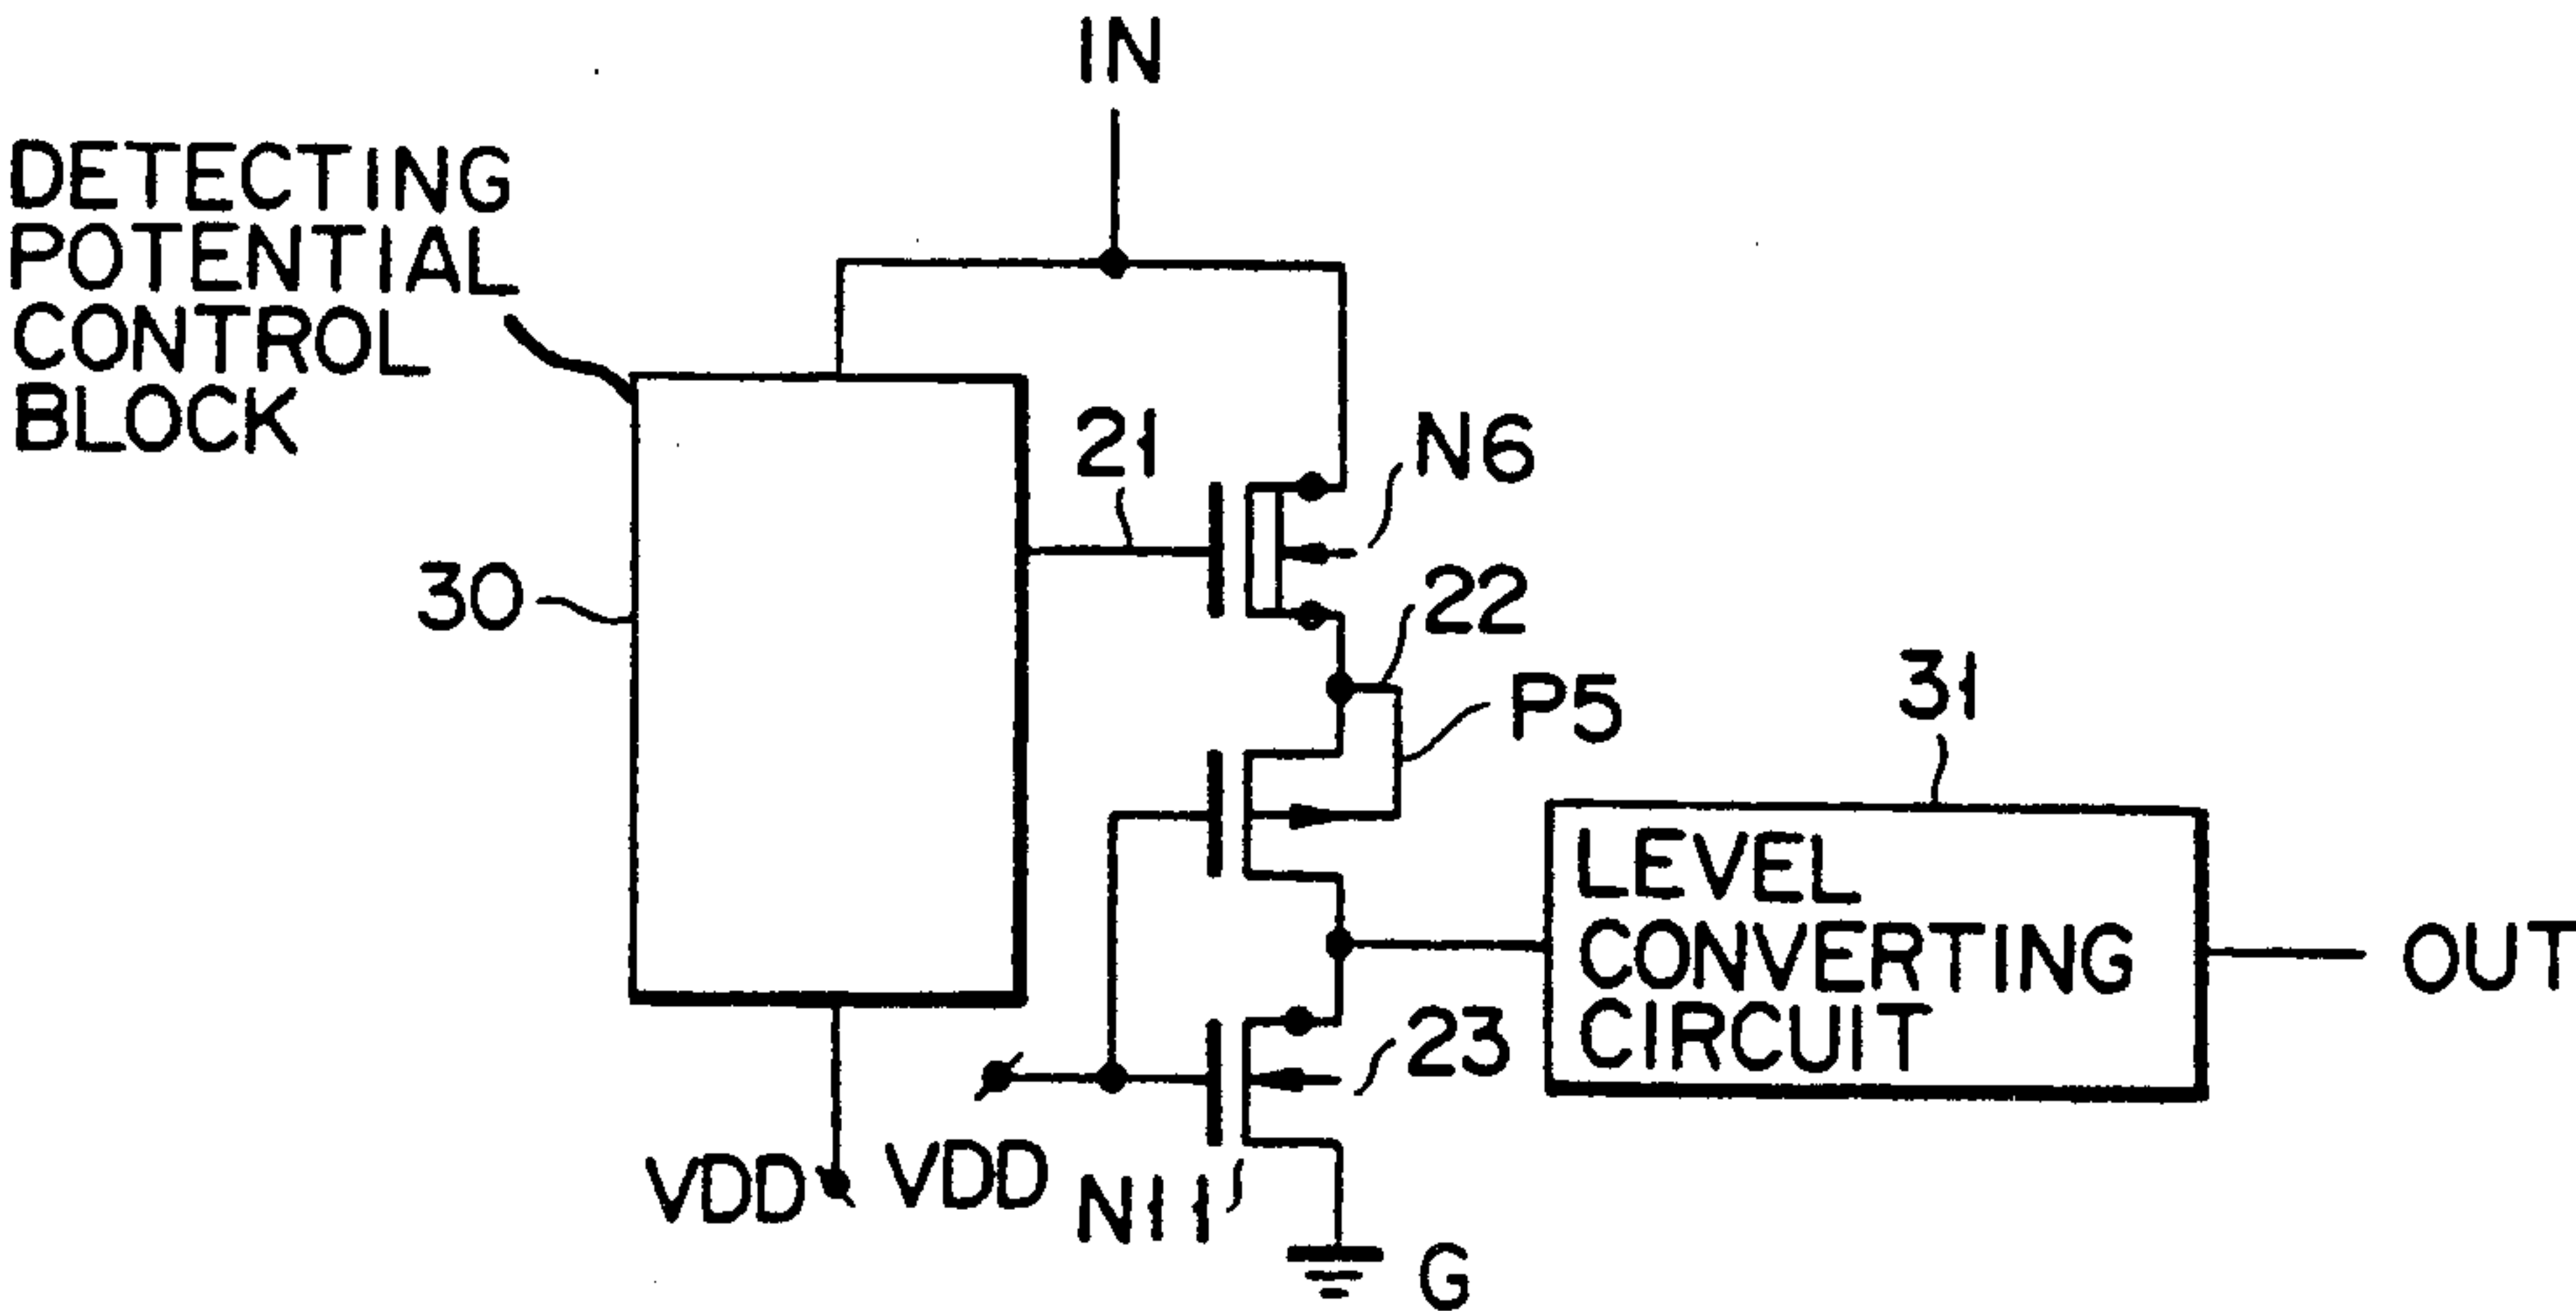 IN
DETECTING
POTENTIAL
CONTROL
BLOCK
21
N6
30
22
P5
31
LEVEL
CONVERTING
CIRCUIT
OUT
23
VDD
VDD
N11
G